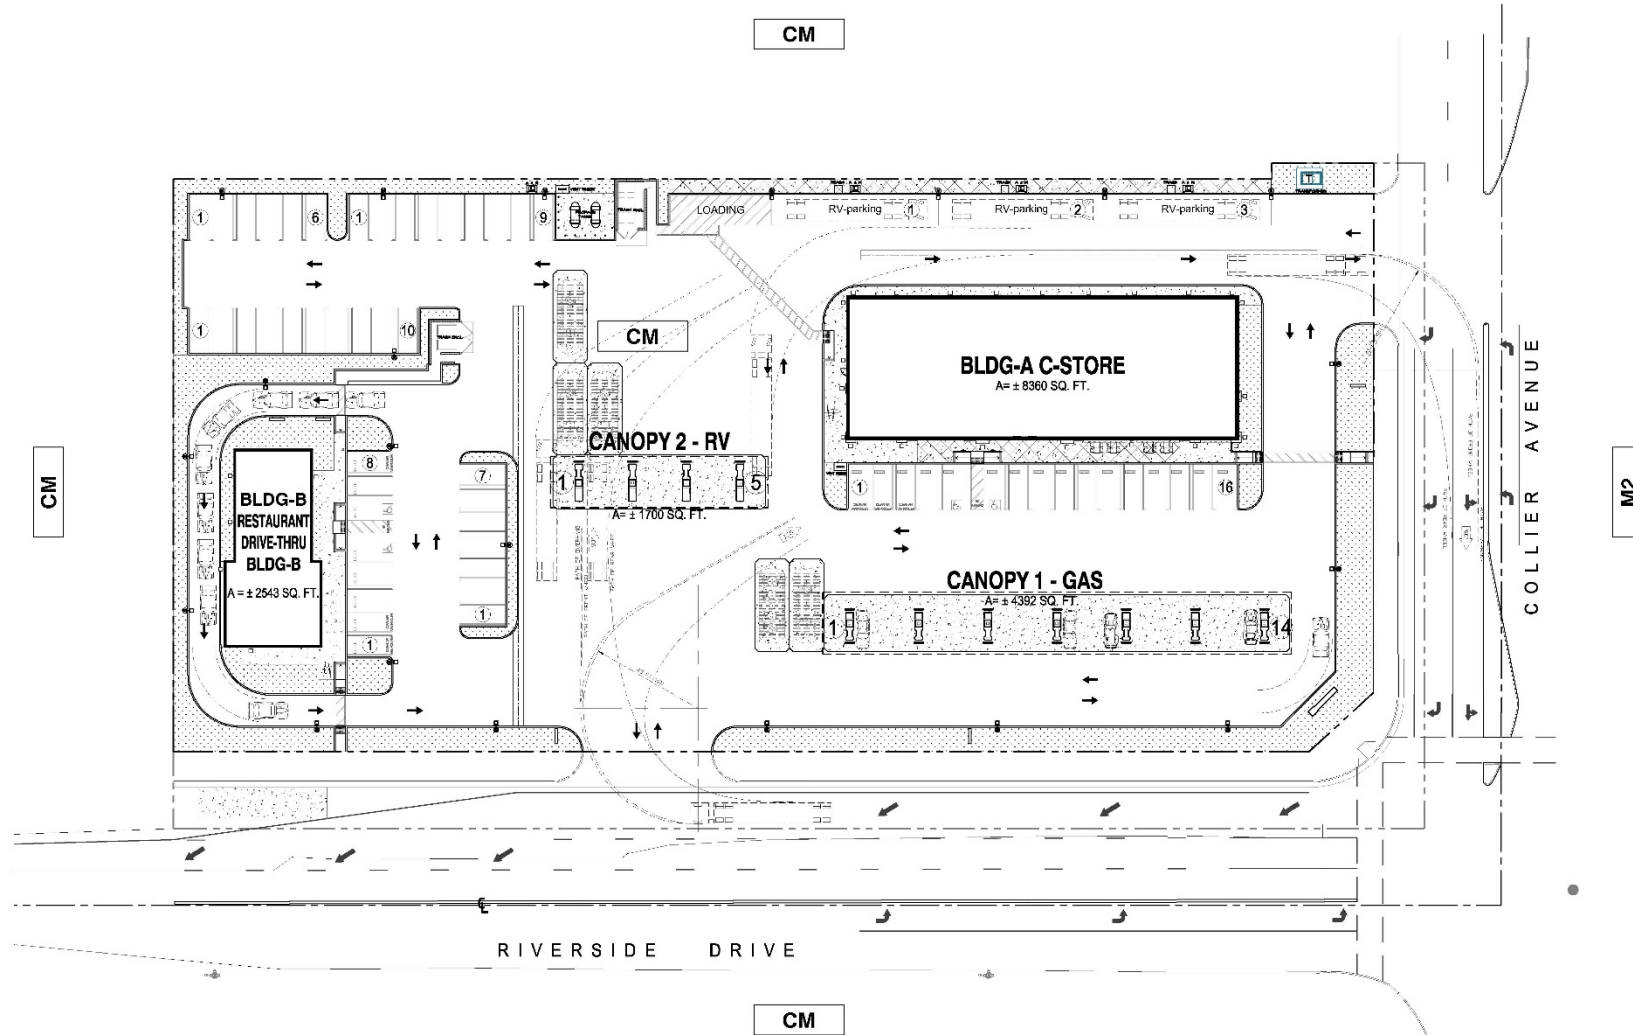 CM
LOADING
RV-parking 1
RV-parking 2
RV-parking 3
1
6
1
9
1
10
CM
BLDG-A C-STORE
A= ± 8360 SQ. FT.
COLLIER AVENUE
CANOPY 2 - RV
1
5
A= ± 1700 SQ. FT.
8
7
1
16
CM
M2
BLDG-B
RESTAURANT
DRIVE-THRU
BLDG-B
A = ± 2543 SQ. FT.
CANOPY 1 - GAS
A= ± 4392 SQ. FT.
1
14
1
1
RIVERSIDE DRIVE
CM
CM